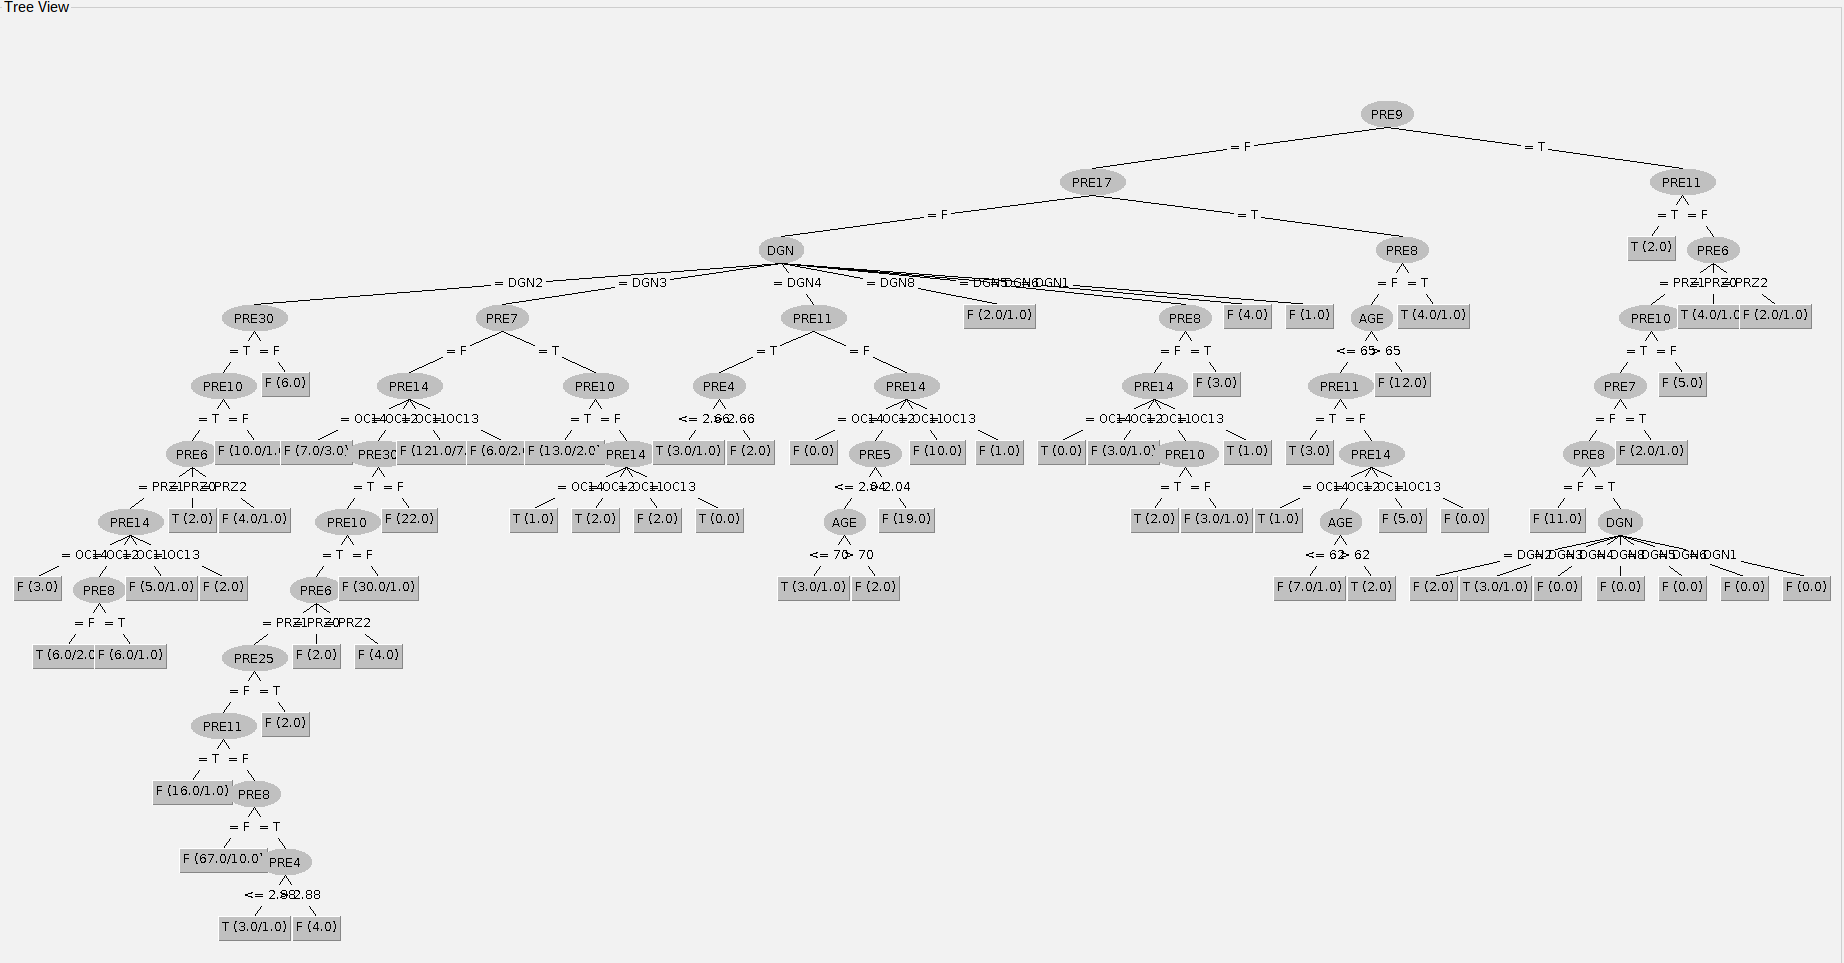 Tree View
PRE9
= F = T
PRE17 PRE11
= F = T = T = F
DGN PRE8 T (2.0) PRE6
= DGN2 = DGN3 = DGN4 = DGN8 = DGN5 = DGN6 = DGN1 = F = T = PRZ1 = PRZ0 = PRZ2
PRE30 PRE7 PRE11 F (2.0/1.0) PRE8 F (4.0) F (1.0) AGE T (4.0/1.0) PRE10 T (4.0/1.0 F (2.0/1.0)
= T = F = F = T = T = F = F = T <= 65 > 65 = T = F
PRE10 F (6.0) PRE14 PRE10 PRE4 PRE14 PRE14 F (3.0) PRE11 F (12.0) PRE7 F (5.0)
= T = F = OC14 = OC12 = OC11 = OC13 = T = F <= 2.66 > 2.66 = OC14 = OC12 = OC11 = OC13 = OC14 = OC12 = OC11 = OC13 = T = F = F = T
PRE6 F (10.0/1. F (7.0/3.0) PRE30 F (121.0/7. F (6.0/2. F (13.0/2.0 PRE14 T (3.0/1.0) F (2.0) F (0.0) PRE5 F (10.0) F (1.0) T (0.0) F (3.0/1.0) PRE10 T (1.0) T (3.0) PRE14 PRE8 F (2.0/1.0)
= PRZ1 = PRZ0 = PRZ2 = T = F = OC14 = OC12 = OC11 = OC13 <= 2.04 > 2.04 = T = F = OC14 = OC12 = OC11 = OC13 = F = T
PRE14 T (2.0) F (4.0/1.0) PRE10 F (22.0) T (1.0) T (2.0) F (2.0) T (0.0) AGE F (19.0) T (2.0) F (3.0/1.0) T (1.0) AGE F (5.0) F (0.0) F (11.0) DGN
= OC14 = OC12 = OC11 = OC13 = T = F <= 70 > 70 <= 62 > 62 = DGN2 = DGN3 = DGN4 = DGN8 = DGN5 = DGN6 = DGN1
F (3.0) PRE8 F (5.0/1.0) F (2.0) PRE6 F (30.0/1.0) T (3.0/1.0) F (2.0) F (7.0/1.0) T (2.0) F (2.0) T (3.0/1.0) F (0.0) F (0.0) F (0.0) F (0.0) F (0.0)
= F = T = PRZ1 = PRZ0 = PRZ2
T (6.0/2.0 F (6.0/1.0) PRE25 F (2.0) F (4.0)
= F = T
PRE11 F (2.0)
= T = F
F (16.0/1.0) PRE8
= F = T
F (67.0/10.0 PRE4
<= 2.88 > 2.88
T (3.0/1.0) F (4.0)